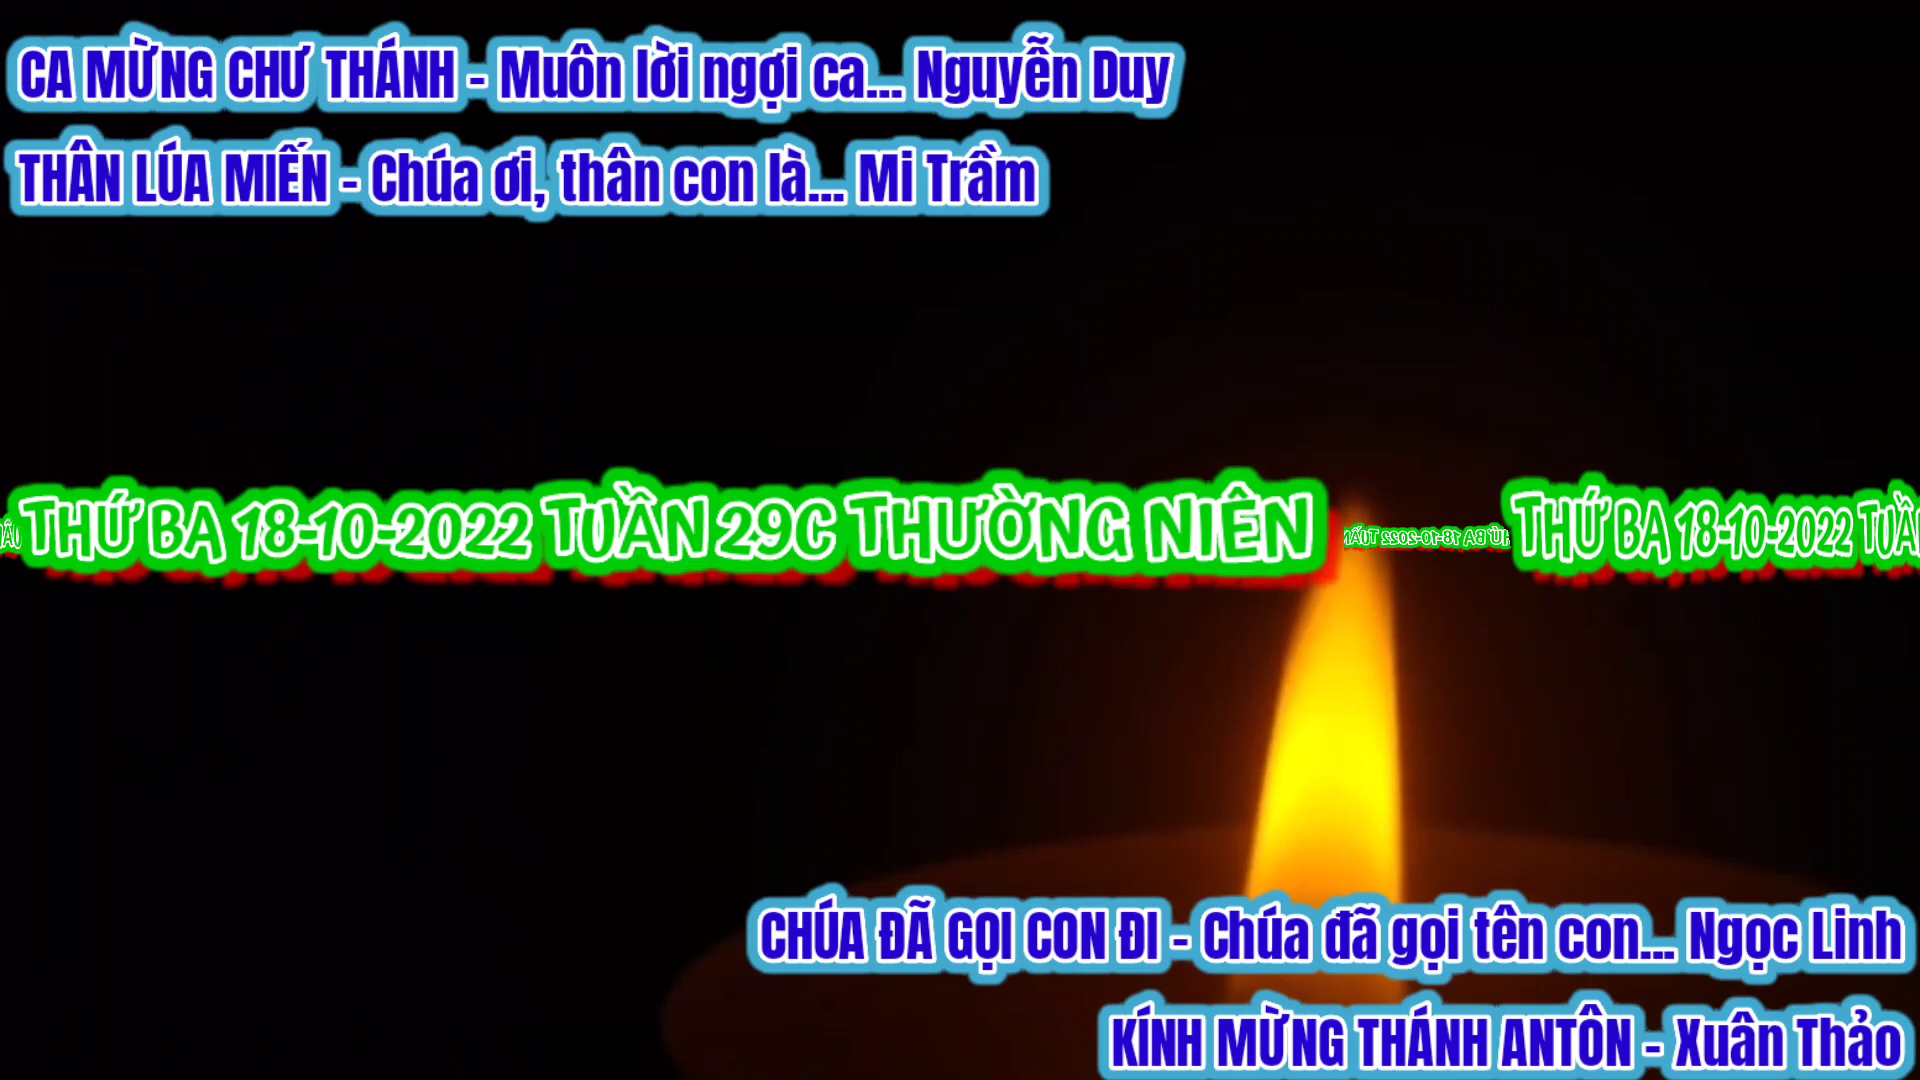 CA MỪNG CHƯ THÁNH - Muôn lời ngợi ca... Nguyễn Duy
THÂN LÚA MIẾN - Chúa ơi, thân con là... Mi Trầm
THỨ BA 18-10-2022 TUẦN 29C THƯỜNG NIÊN
THỨ BA 18-10-2022
CHÚA ĐÃ GỌI CON ĐI - Chúa đã gọi tên con... Ngọc Linh
KÍNH MỪNG THÁNH ANTÔN - Xuân Thảo